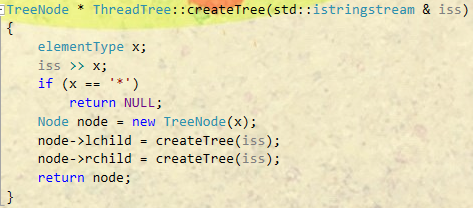 TreeNode * ThreadTree::createTree(std::istringstream & iss)
{
elementType x;
iss >> x;
if (x == '*')
return NULL;
Node node = new TreeNode(x);
node->lchild = createTree(iss);
node->rchild = createTree(iss);
return node;
}